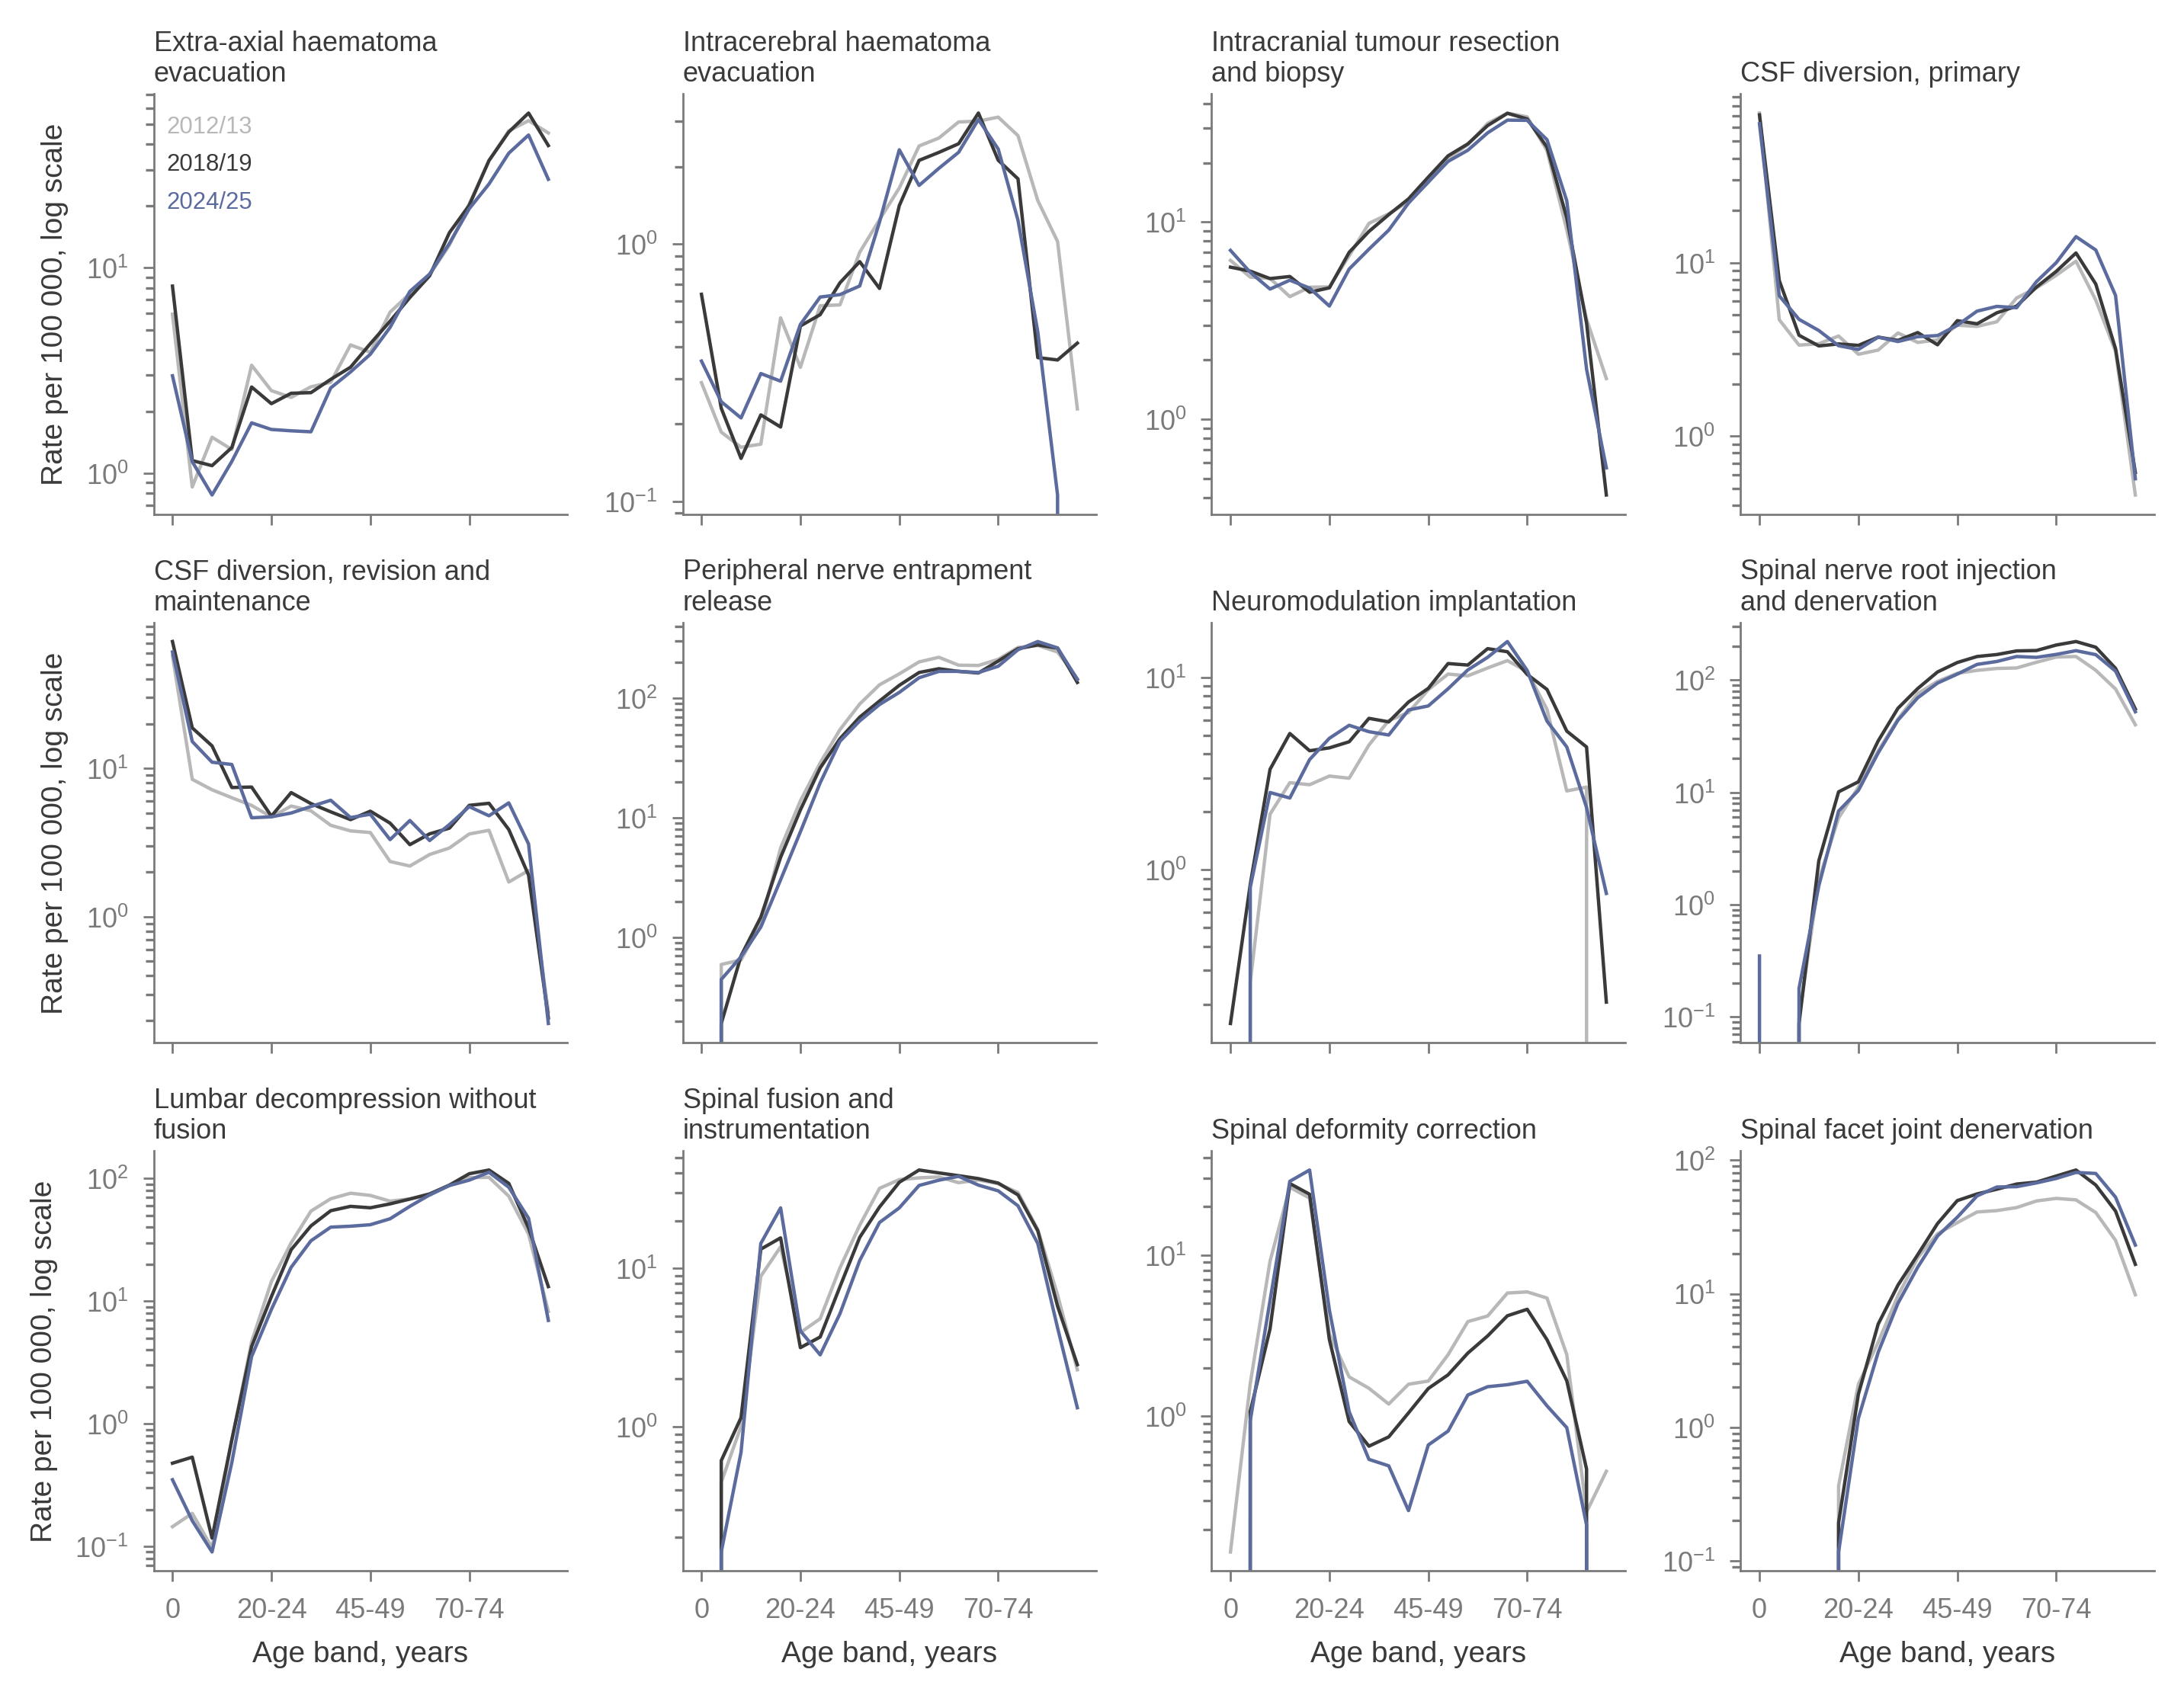 Extra-axial haematoma
evacuation
Intracerebral haematoma
evacuation
Intracranial tumour resection
and biopsy
CSF diversion, primary
2012/13
2018/19
2024/25
Rate per 100 000, log scale
10¹
10⁰
10⁰
10⁻¹
10¹
10⁰
10¹
10⁰
CSF diversion, revision and
maintenance
Peripheral nerve entrapment
release
Neuromodulation implantation
Spinal nerve root injection
and denervation
Rate per 100 000, log scale
10¹
10⁰
10²
10¹
10⁰
10¹
10⁰
10²
10¹
10⁰
10⁻¹
Lumbar decompression without
fusion
Spinal fusion and
instrumentation
Spinal deformity correction
Spinal facet joint denervation
Rate per 100 000, log scale
10²
10¹
10⁰
10⁻¹
10¹
10⁰
10¹
10⁰
10²
10¹
10⁰
10⁻¹
0 20-24 45-49 70-74
0 20-24 45-49 70-74
0 20-24 45-49 70-74
0 20-24 45-49 70-74
Age band, years
Age band, years
Age band, years
Age band, years